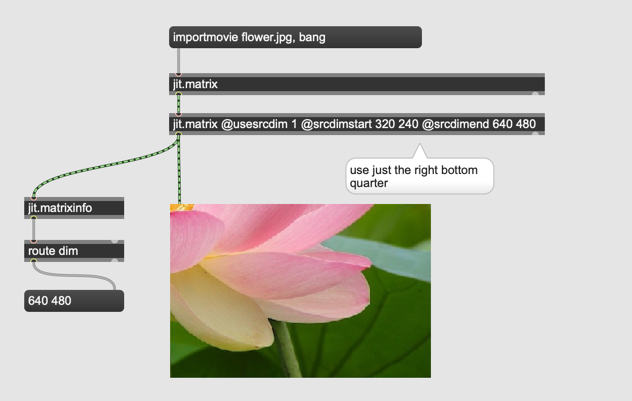 importmovie flower.jpg, bang
jit.matrix
jit.matrix @usesrcdim 1 @srcdimstart 320 240 @srcdimend 640 480
use just the right bottom
quarter
jit.matrixinfo
route dim
640 480